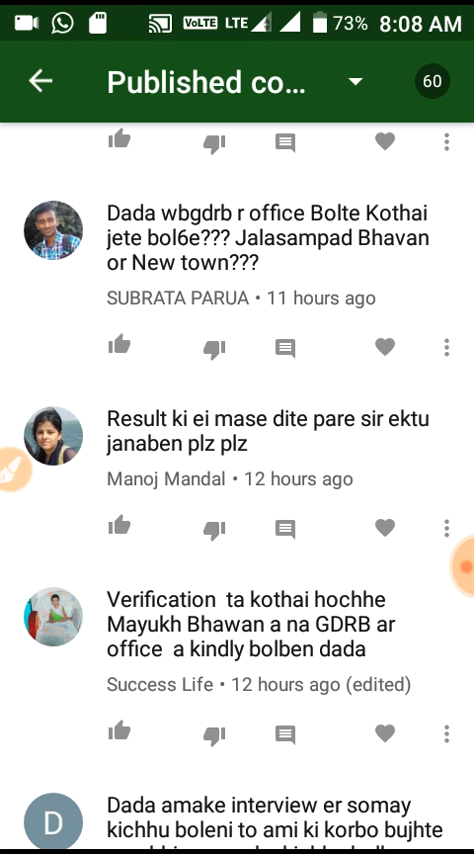 VoLTE LTE 73% 8:08 AM
Published co... 60
Dada wbgdrb r office Bolte Kothai
jete bol6e??? Jalasampad Bhavan
or New town???
SUBRATA PARUA • 11 hours ago
Result ki ei mase dite pare sir ektu
janaben plz plz
Manoj Mandal • 12 hours ago
Verification ta kothai hochhe
Mayukh Bhawan a na GDRB ar
office a kindly bolben dada
Success Life • 12 hours ago (edited)
D
Dada amake interview er somay
kichhu boleni to ami ki korbo bujhte